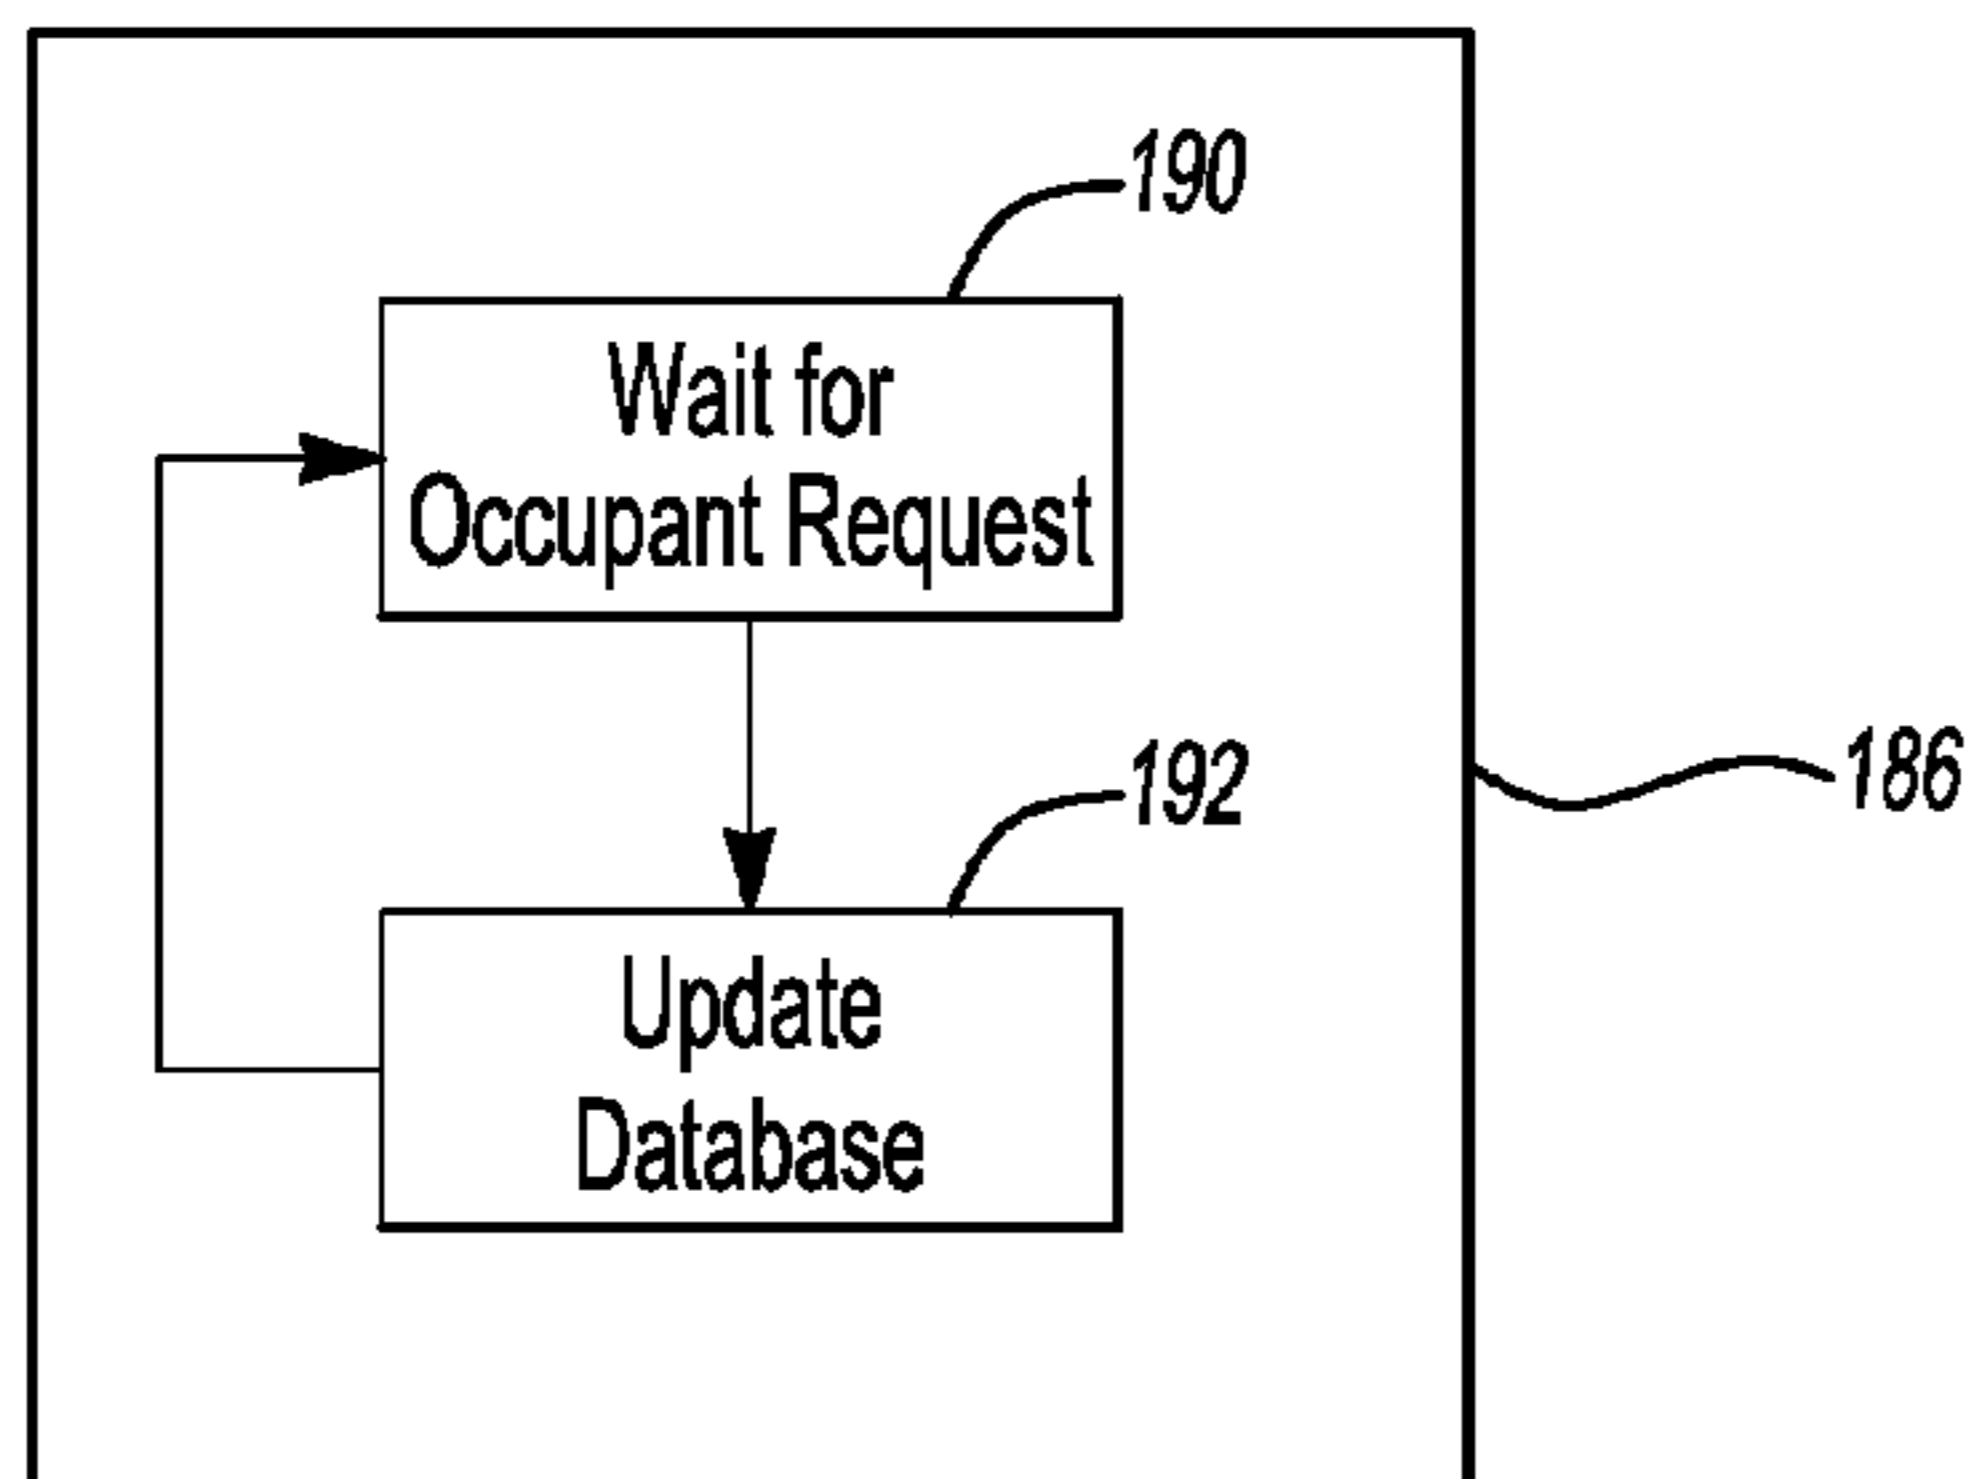 190
Wait for
Occupant Request
192
186
Update
Database